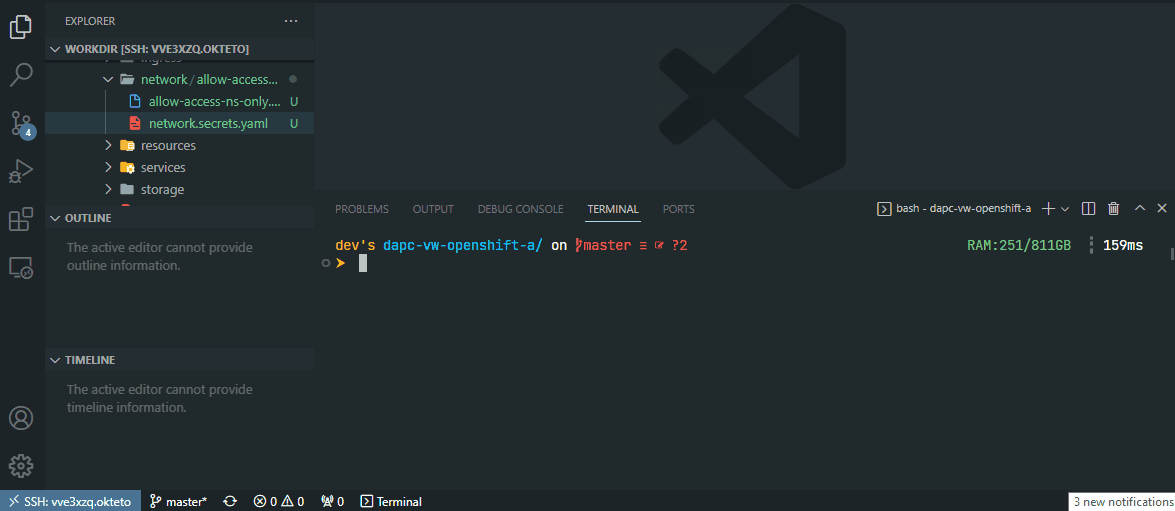 EXPLORER
WORKDIR [SSH: VVE3XZQ.OKTETO]
ingress
network / allow-access...
allow-access-ns-only.... U
network.secrets.yaml U
resources
services
storage
OUTLINE
The active editor cannot provide
outline information.
TIMELINE
The active editor cannot provide
timeline information.
4
PROBLEMS OUTPUT DEBUG CONSOLE TERMINAL PORTS bash - dapc-vw-openshift-a
dev's dapc-vw-openshift-a/ on master ≡ ?2 RAM:251/811GB 159ms
SSH: vve3xzq.okteto master* 0 0 0 Terminal 3 new notifications